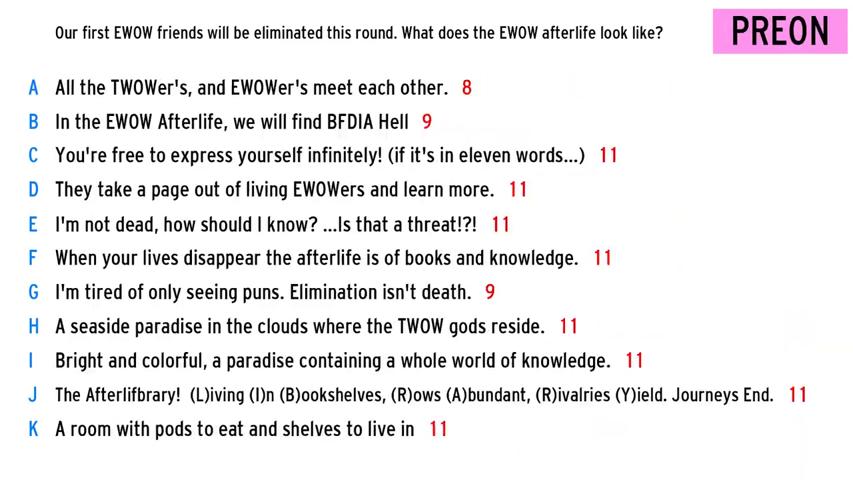 Our first EWOW friends will be eliminated this round. What does the EWOW afterlife look like?
PREON
A All the TWOWer's, and EWOWer's meet each other. 8
B In the EWOW Afterlife, we will find BFDIA Hell 9
C You're free to express yourself infinitely! (if it's in eleven words...) 11
D They take a page out of living EWOWers and learn more. 11
E I'm not dead, how should I know? ...Is that a threat!?! 11
F When your lives disappear the afterlife is of books and knowledge. 11
G I'm tired of only seeing puns. Elimination isn't death. 9
H A seaside paradise in the clouds where the TWOW gods reside. 11
I Bright and colorful, a paradise containing a whole world of knowledge. 11
J The Afterlifbrary! (L)iving (I)n (B)ookshelves, (R)ows (A)bundant, (R)ivalries (Y)ield. Journeys End. 11
K A room with pods to eat and shelves to live in 11